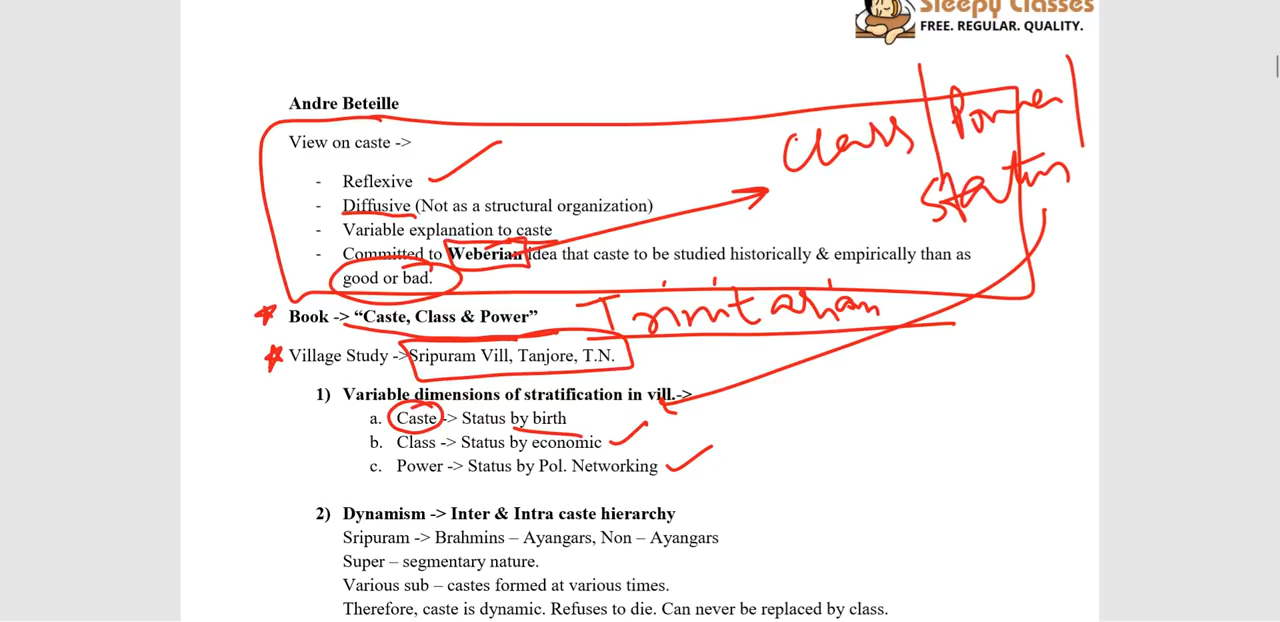 Sleepy Classes
FREE. REGULAR. QUALITY.
Andre Beteille
View on caste ->
Class | Power |
Status
- Reflexive
- Diffusive (Not as a structural organization)
- Variable explanation to caste
- Committed to Weberian idea that caste to be studied historically & empirically than as
good or bad.
Trinitarian
Book -> “Caste, Class & Power”
Village Study -> Sripuram Vill, Tanjore, T.N.
1) Variable dimensions of stratification in vill.->
a. Caste -> Status by birth
b. Class -> Status by economic
c. Power -> Status by Pol. Networking
2) Dynamism -> Inter & Intra caste hierarchy
Sripuram -> Brahmins – Ayangars, Non – Ayangars
Super – segmentary nature.
Various sub – castes formed at various times.
Therefore, caste is dynamic. Refuses to die. Can never be replaced by class.